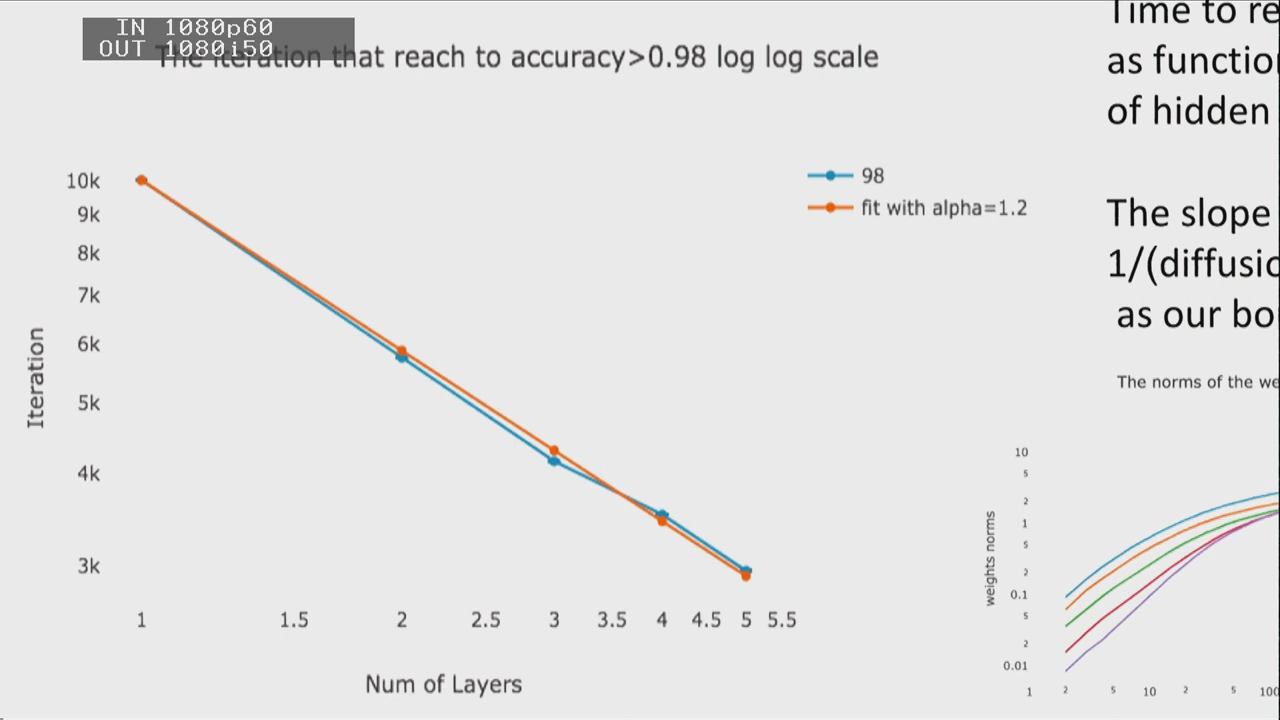 IN 1080p60
OUT 1080i50
The iteration that reach to accuracy>0.98 log log scale
98
fit with alpha=1.2
10k
9k
8k
7k
6k
5k
4k
3k
Iteration
1 1.5 2 2.5 3 3.5 4 4.5 5 5.5
Num of Layers
Time to re
as functio
of hidden
The slope
1/(diffusio
as our bo
The norms of the we
10
5
2
1
5
2
0.1
5
2
0.01
weights norms
1 2 5 10 2 5 100